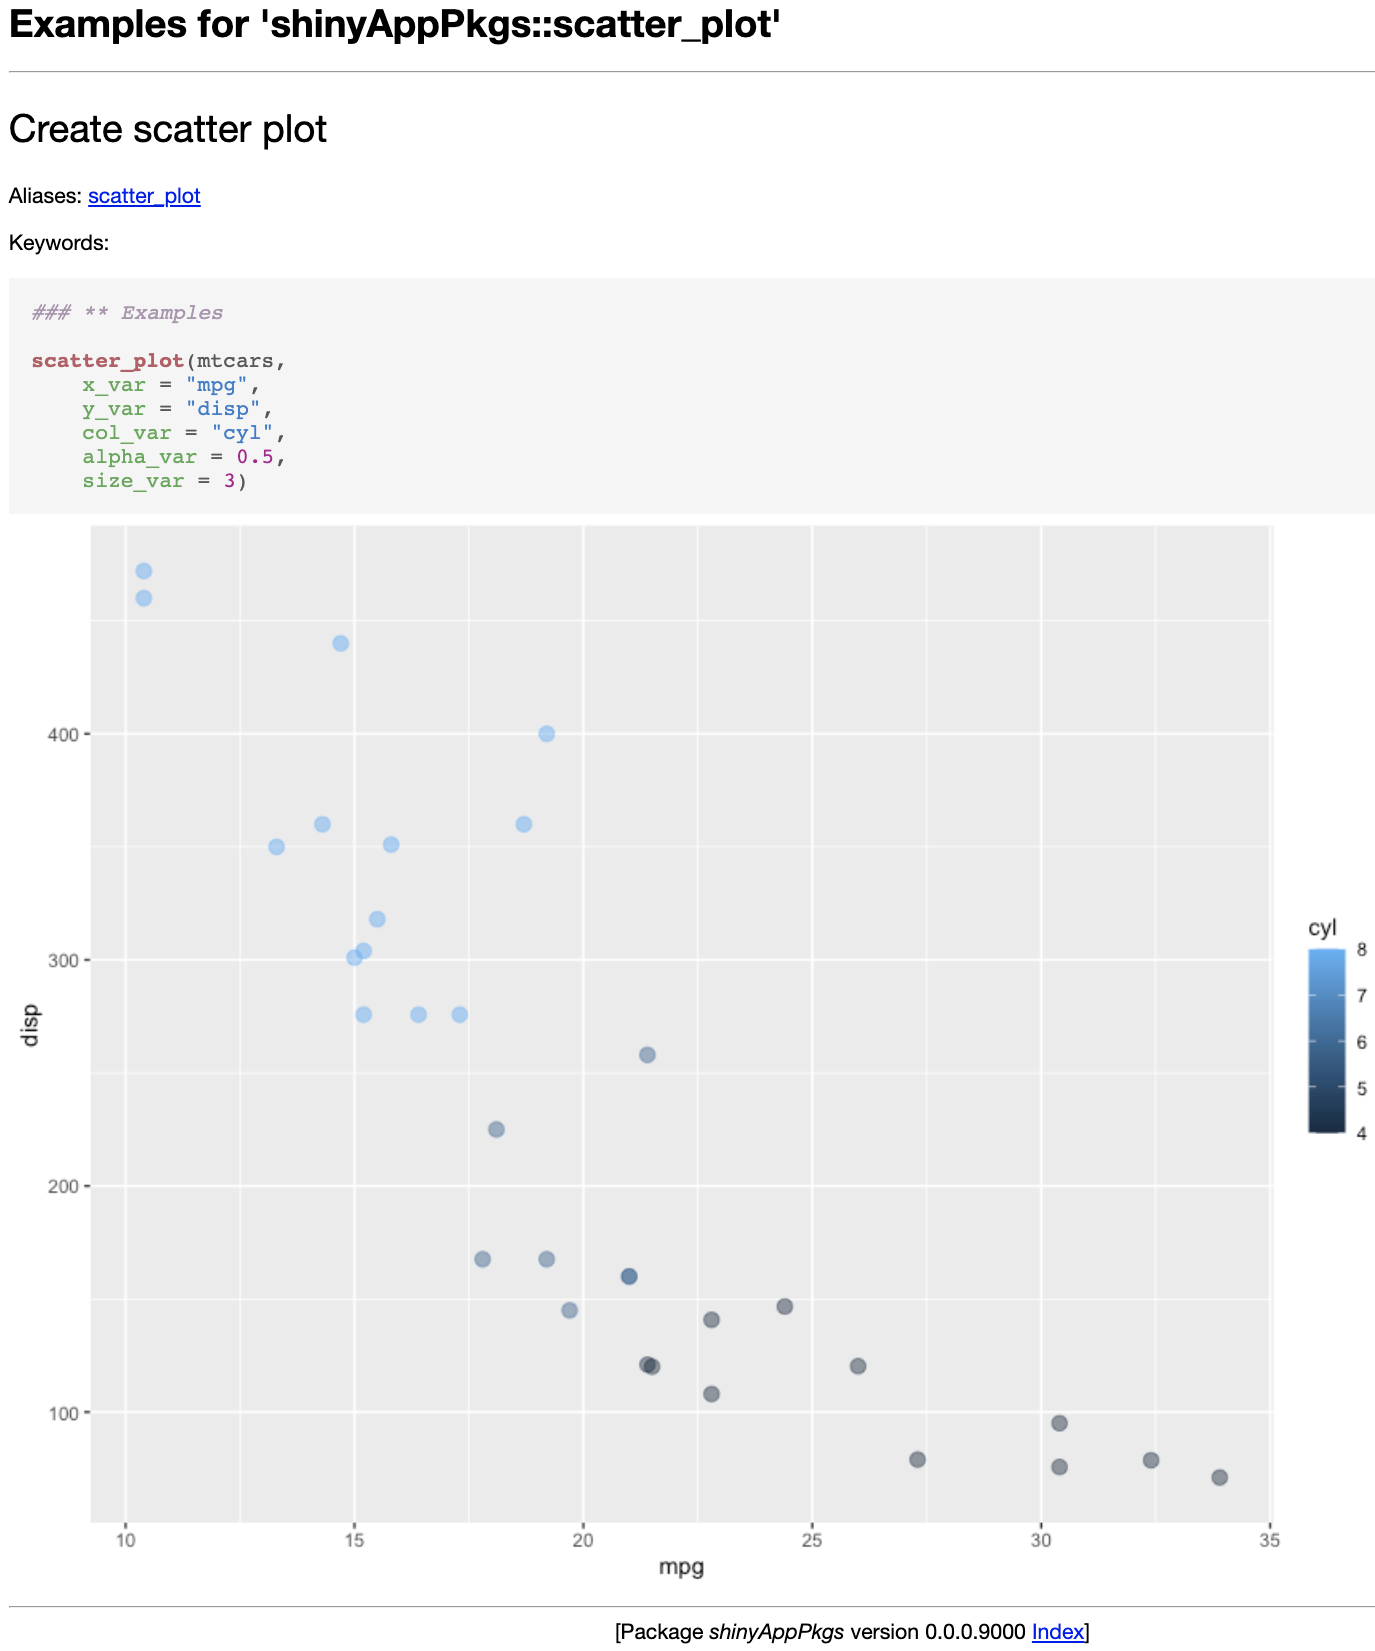 Examples for 'shinyAppPkgs::scatter_plot'
Create scatter plot
Aliases: scatter_plot
Keywords:
### ** Examples
scatter_plot(mtcars,
    x_var = "mpg",
    y_var = "disp",
    col_var = "cyl",
    alpha_var = 0.5,
    size_var = 3)
400
300
200
100
disp
10 15 20 25 30 35
mpg
cyl
8
7
6
5
4
[Package shinyAppPkgs version 0.0.0.9000 Index]